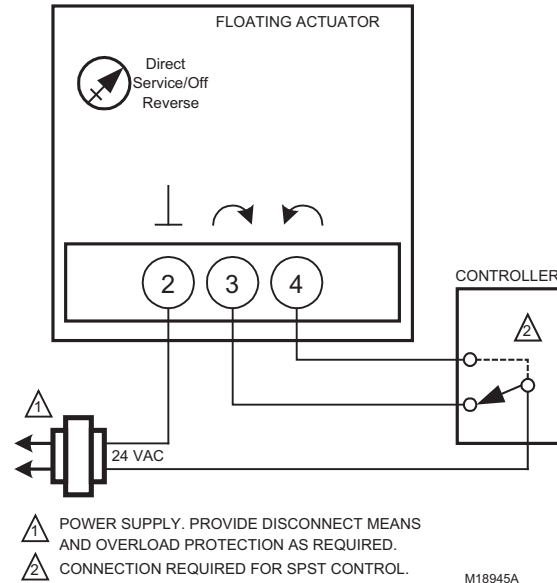 FLOATING ACTUATOR
Direct
Service/Off
Reverse
2 3 4
CONTROLLER
2
1
24 VAC
1 POWER SUPPLY. PROVIDE DISCONNECT MEANS
AND OVERLOAD PROTECTION AS REQUIRED.
2 CONNECTION REQUIRED FOR SPST CONTROL.
M18945A